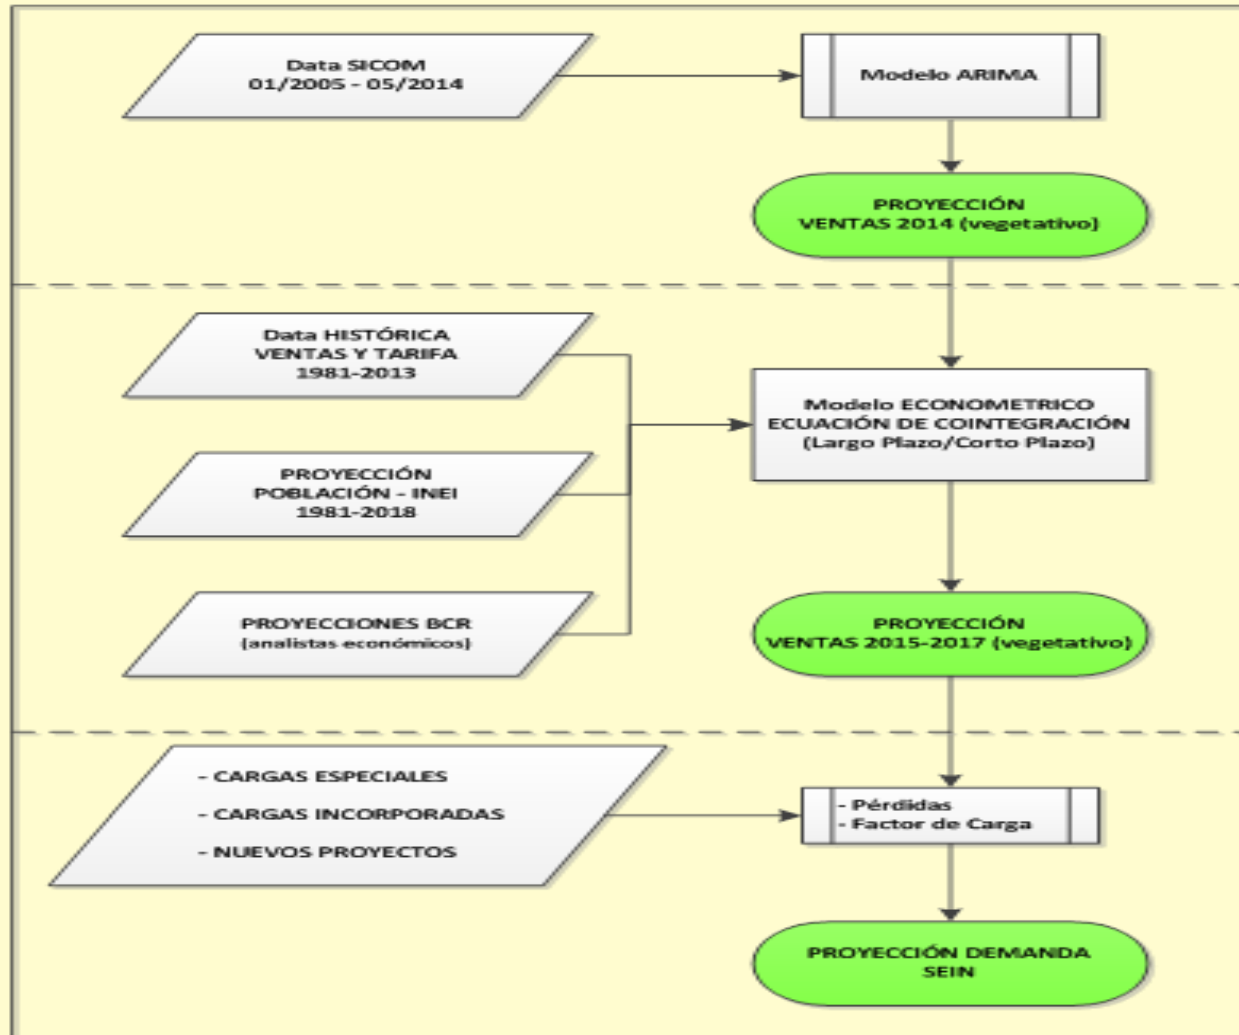 Data SICOM
01/2005 - 05/2014
Modelo ARIMA
PROYECCIÓN
VENTAS 2014 (vegetativo)
Data HISTÓRICA
VENTAS Y TARIFA
1981-2013
Modelo ECONOMETRICO
ECUACIÓN DE COINTEGRACIÓN
(Largo Plazo/Corto Plazo)
PROYECCIÓN
POBLACIÓN - INEI
1981-2018
PROYECCIONES BCR
(analistas económicos)
PROYECCIÓN
VENTAS 2015-2017 (vegetativo)
- CARGAS ESPECIALES
- CARGAS INCORPORADAS
- NUEVOS PROYECTOS
- Pérdidas
- Factor de Carga
PROYECCIÓN DEMANDA
SEIN